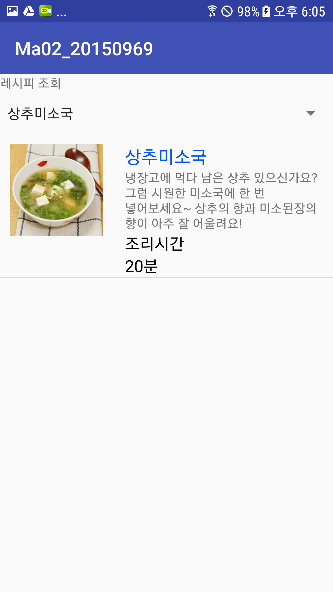 ... 98% 오후 6:05
Ma02_20150969
레시피 조회
상추미소국
상추미소국
냉장고에 먹다 남은 상추 있으신가요?
그럼 시원한 미소국에 한 번
넣어보세요~ 상추의 향과 미소된장의
향이 아주 잘 어울려요!
조리시간
20분